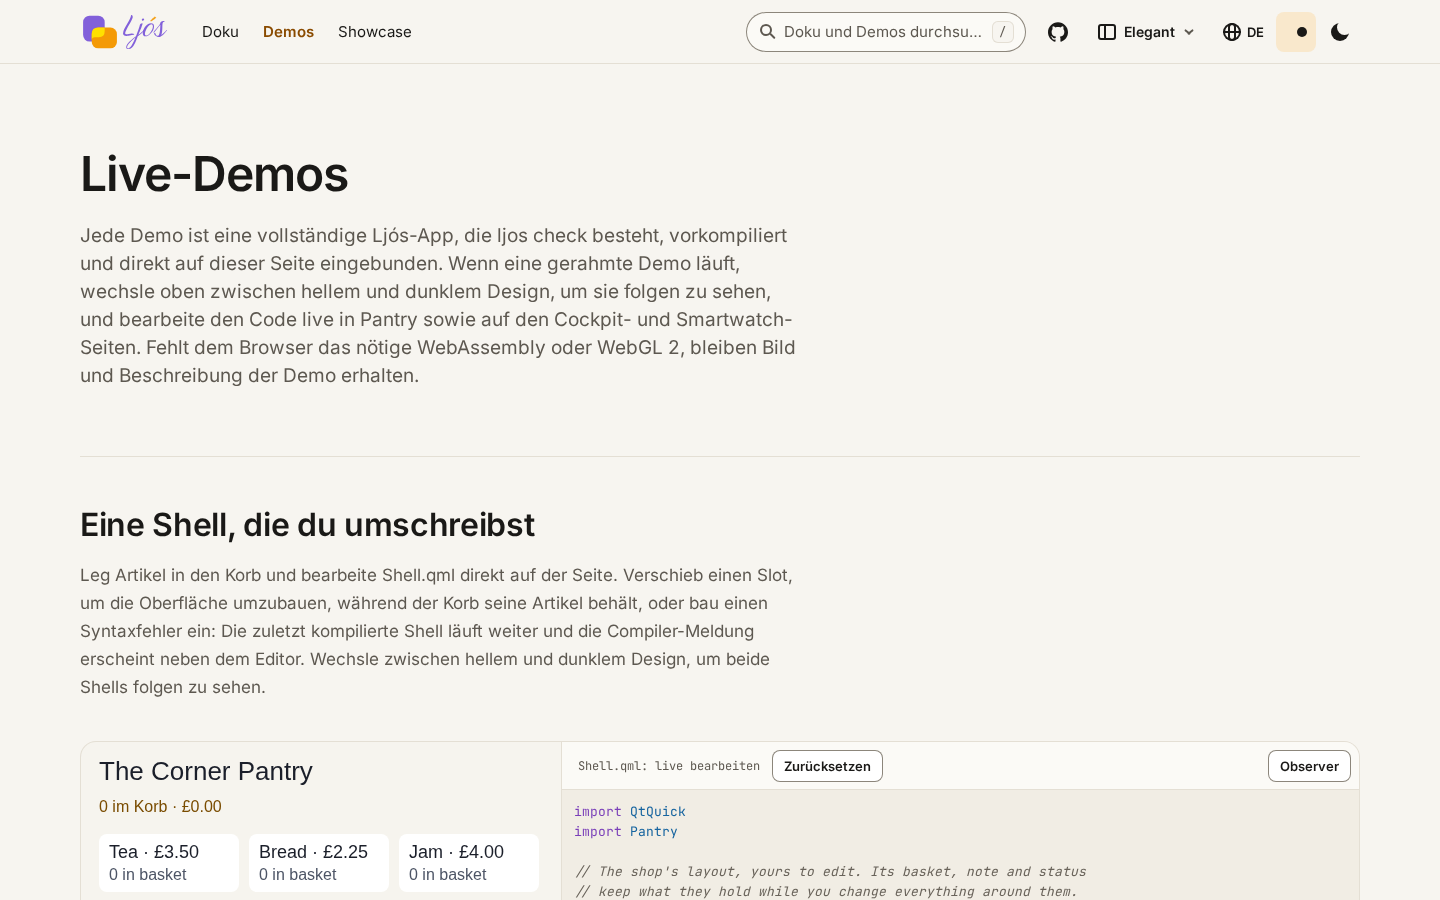 Ljós
Doku
Demos
Showcase
Doku und Demos durchsu...
/
Elegant
DE
Live-Demos
Jede Demo ist eine vollständige Ljós-App, die ljos check besteht, vorkompiliert
und direkt auf dieser Seite eingebunden. Wenn eine gerahmte Demo läuft,
wechsle oben zwischen hellem und dunklem Design, um sie folgen zu sehen,
und bearbeite den Code live in Pantry sowie auf den Cockpit- und Smartwatch-
Seiten. Fehlt dem Browser das nötige WebAssembly oder WebGL 2, bleiben Bild
und Beschreibung der Demo erhalten.
Eine Shell, die du umschreibst
Leg Artikel in den Korb und bearbeite Shell.qml direkt auf der Seite. Verschieb einen Slot,
um die Oberfläche umzubauen, während der Korb seine Artikel behält, oder bau einen
Syntaxfehler ein: Die zuletzt kompilierte Shell läuft weiter und die Compiler-Meldung
erscheint neben dem Editor. Wechsle zwischen hellem und dunklem Design, um beide
Shells folgen zu sehen.
The Corner Pantry
0 im Korb · £0.00
Tea · £3.50
0 in basket
Bread · £2.25
0 in basket
Jam · £4.00
0 in basket
Shell.qml: live bearbeiten
Zurücksetzen
Observer
import QtQuick
import Pantry
// The shop's layout, yours to edit. Its basket, note and status
// keep what they hold while you change everything around them.